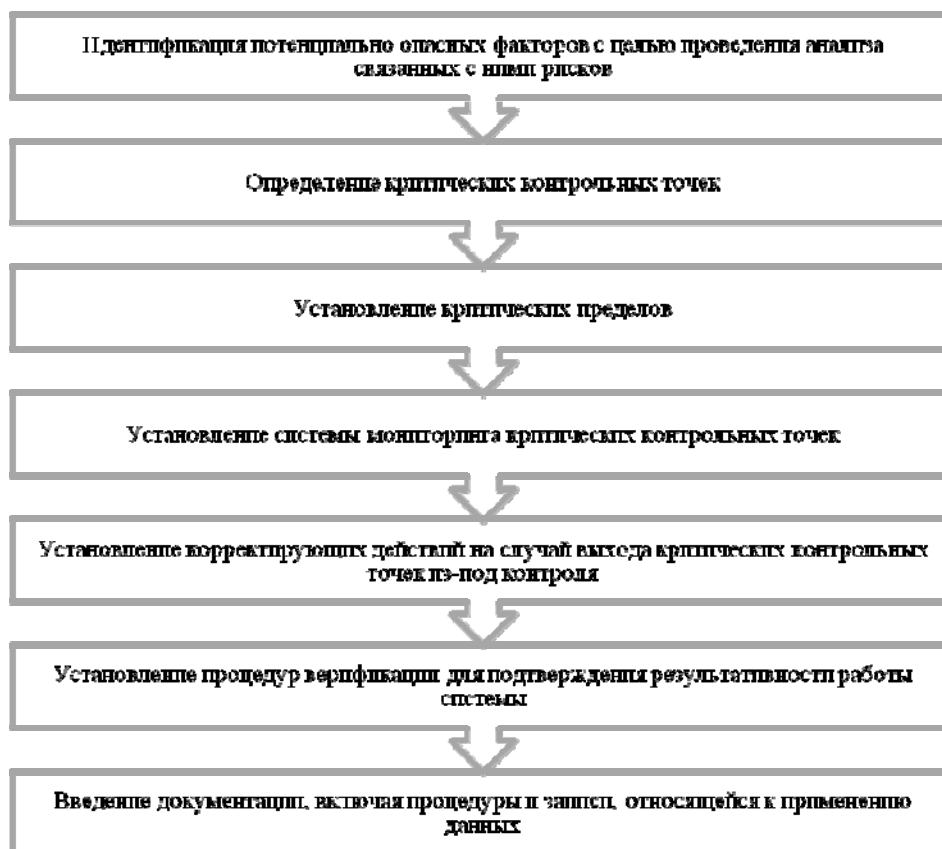 Идентификация потенциально опасных факторов с целью проведения анализа
связанных с ними рисков
Определение критических контрольных точек
Установление критических пределов
Установление системы мониторинга критических контрольных точек
Установление корректирующих действий на случай выхода критических контрольных
точек из-под контроля
Установление процедур верификации для подтверждения результативности работы
системы
Введение документации, включая процедуры и записи, относящейся к применению
данных